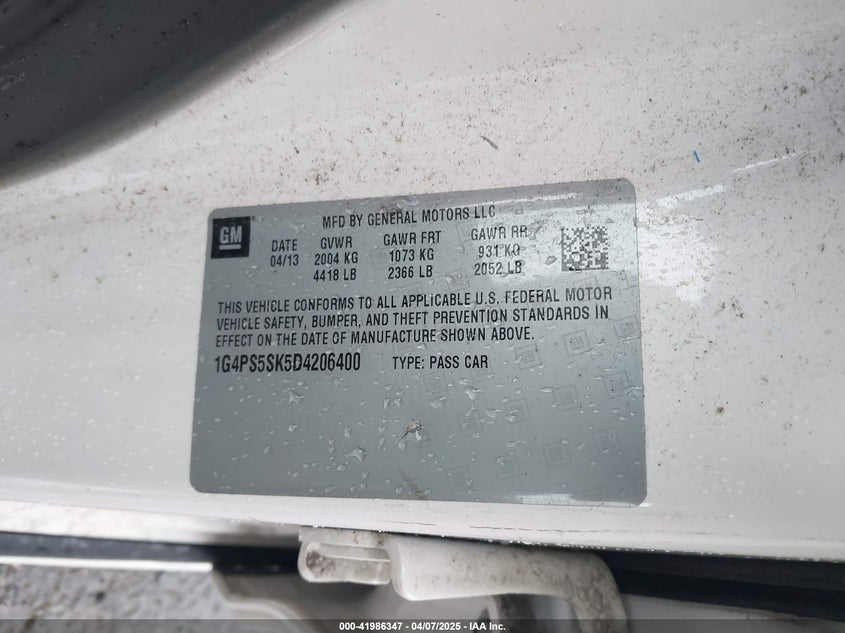 MFD BY GENERAL MOTORS LLC
GM
DATE GVWR GAWR FRT GAWR RR
04/13 2004 KG 1073 KG 931 KG
4418 LB 2366 LB 2052 LB
THIS VEHICLE CONFORMS TO ALL APPLICABLE U.S. FEDERAL MOTOR
VEHICLE SAFETY, BUMPER, AND THEFT PREVENTION STANDARDS IN
EFFECT ON THE DATE OF MANUFACTURE SHOWN ABOVE.
1G4PS5SK5D4206400 TYPE: PASS CAR
000-41986347 - 04/07/2025 - IAA Inc.